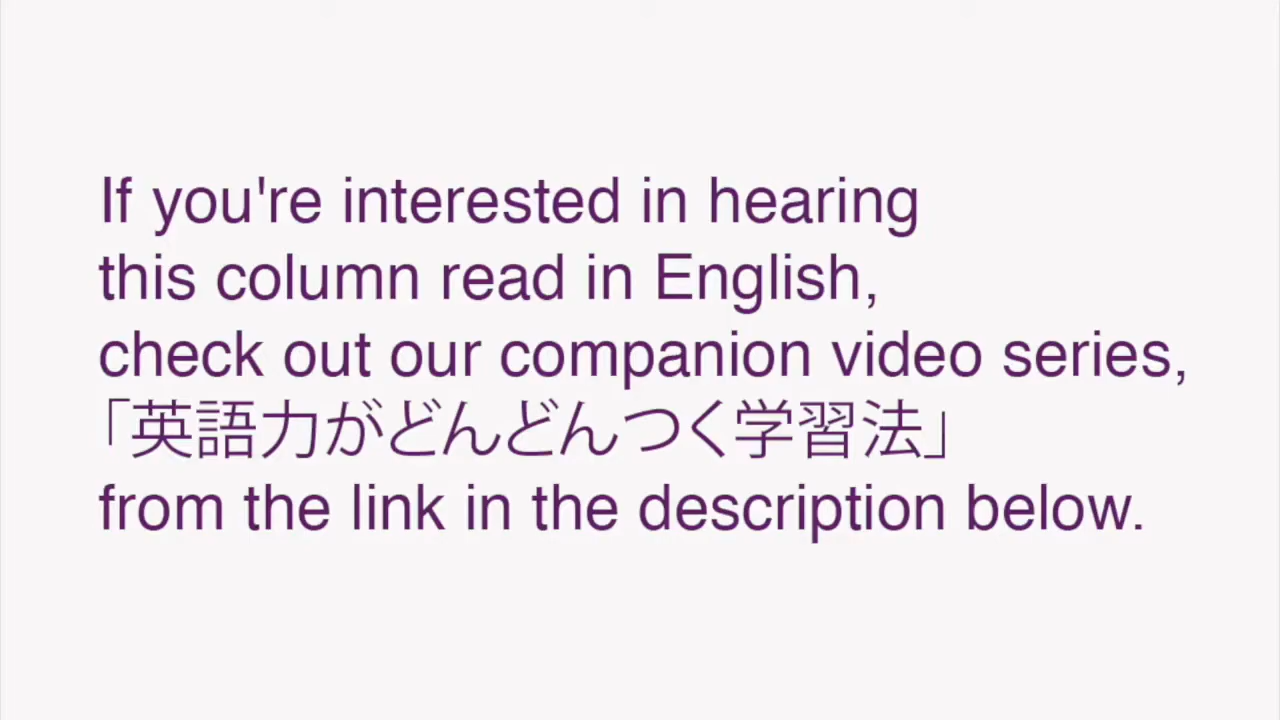 If you're interested in hearing
this column read in English,
check out our companion video series,
「英語力がどんどんつく学習法」
from the link in the description below.